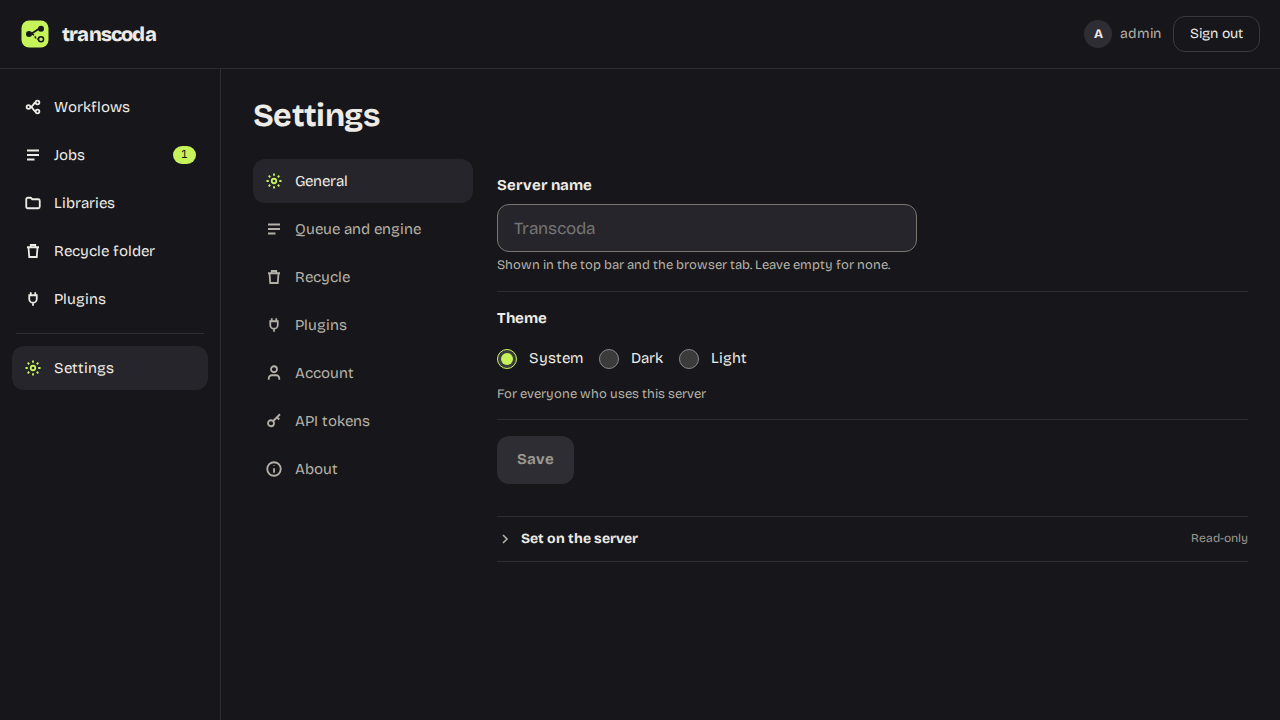 transcoda
A admin Sign out
Workflows
Jobs 1
Libraries
Recycle folder
Plugins
Settings
Settings
General
Queue and engine
Recycle
Plugins
Account
API tokens
About
Server name
Transcoda
Shown in the top bar and the browser tab. Leave empty for none.
Theme
System Dark Light
For everyone who uses this server
Save
Set on the server Read-only